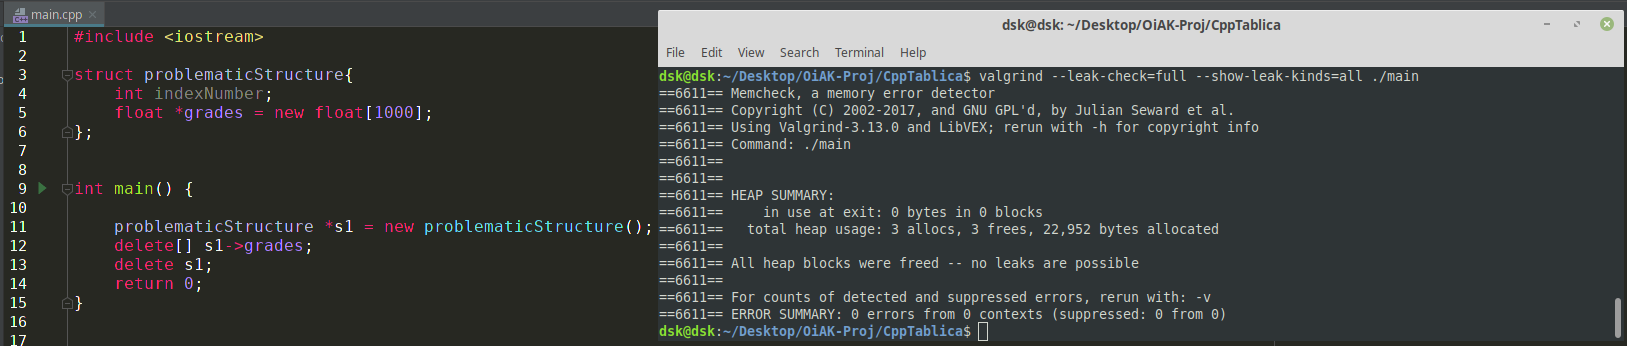 main.cpp
1 #include <iostream>
2
3 struct problematicStructure{
4 int indexNumber;
5 float *grades = new float[1000];
6 };
7
8
9 int main() {
10
11 problematicStructure *s1 = new problematicStructure();
12 delete[] s1->grades;
13 delete s1;
14 return 0;
15 }
16
17
dsk@dsk: ~/Desktop/OiAK-Proj/CppTablica
File Edit View Search Terminal Help
dsk@dsk:~/Desktop/OiAK-Proj/CppTablica$ valgrind --leak-check=full --show-leak-kinds=all ./main
==6611== Memcheck, a memory error detector
==6611== Copyright (C) 2002-2017, and GNU GPL'd, by Julian Seward et al.
==6611== Using Valgrind-3.13.0 and LibVEX; rerun with -h for copyright info
==6611== Command: ./main
==6611==
==6611==
==6611== HEAP SUMMARY:
==6611==     in use at exit: 0 bytes in 0 blocks
==6611==   total heap usage: 3 allocs, 3 frees, 22,952 bytes allocated
==6611==
==6611== All heap blocks were freed -- no leaks are possible
==6611==
==6611== For counts of detected and suppressed errors, rerun with: -v
==6611== ERROR SUMMARY: 0 errors from 0 contexts (suppressed: 0 from 0)
dsk@dsk:~/Desktop/OiAK-Proj/CppTablica$